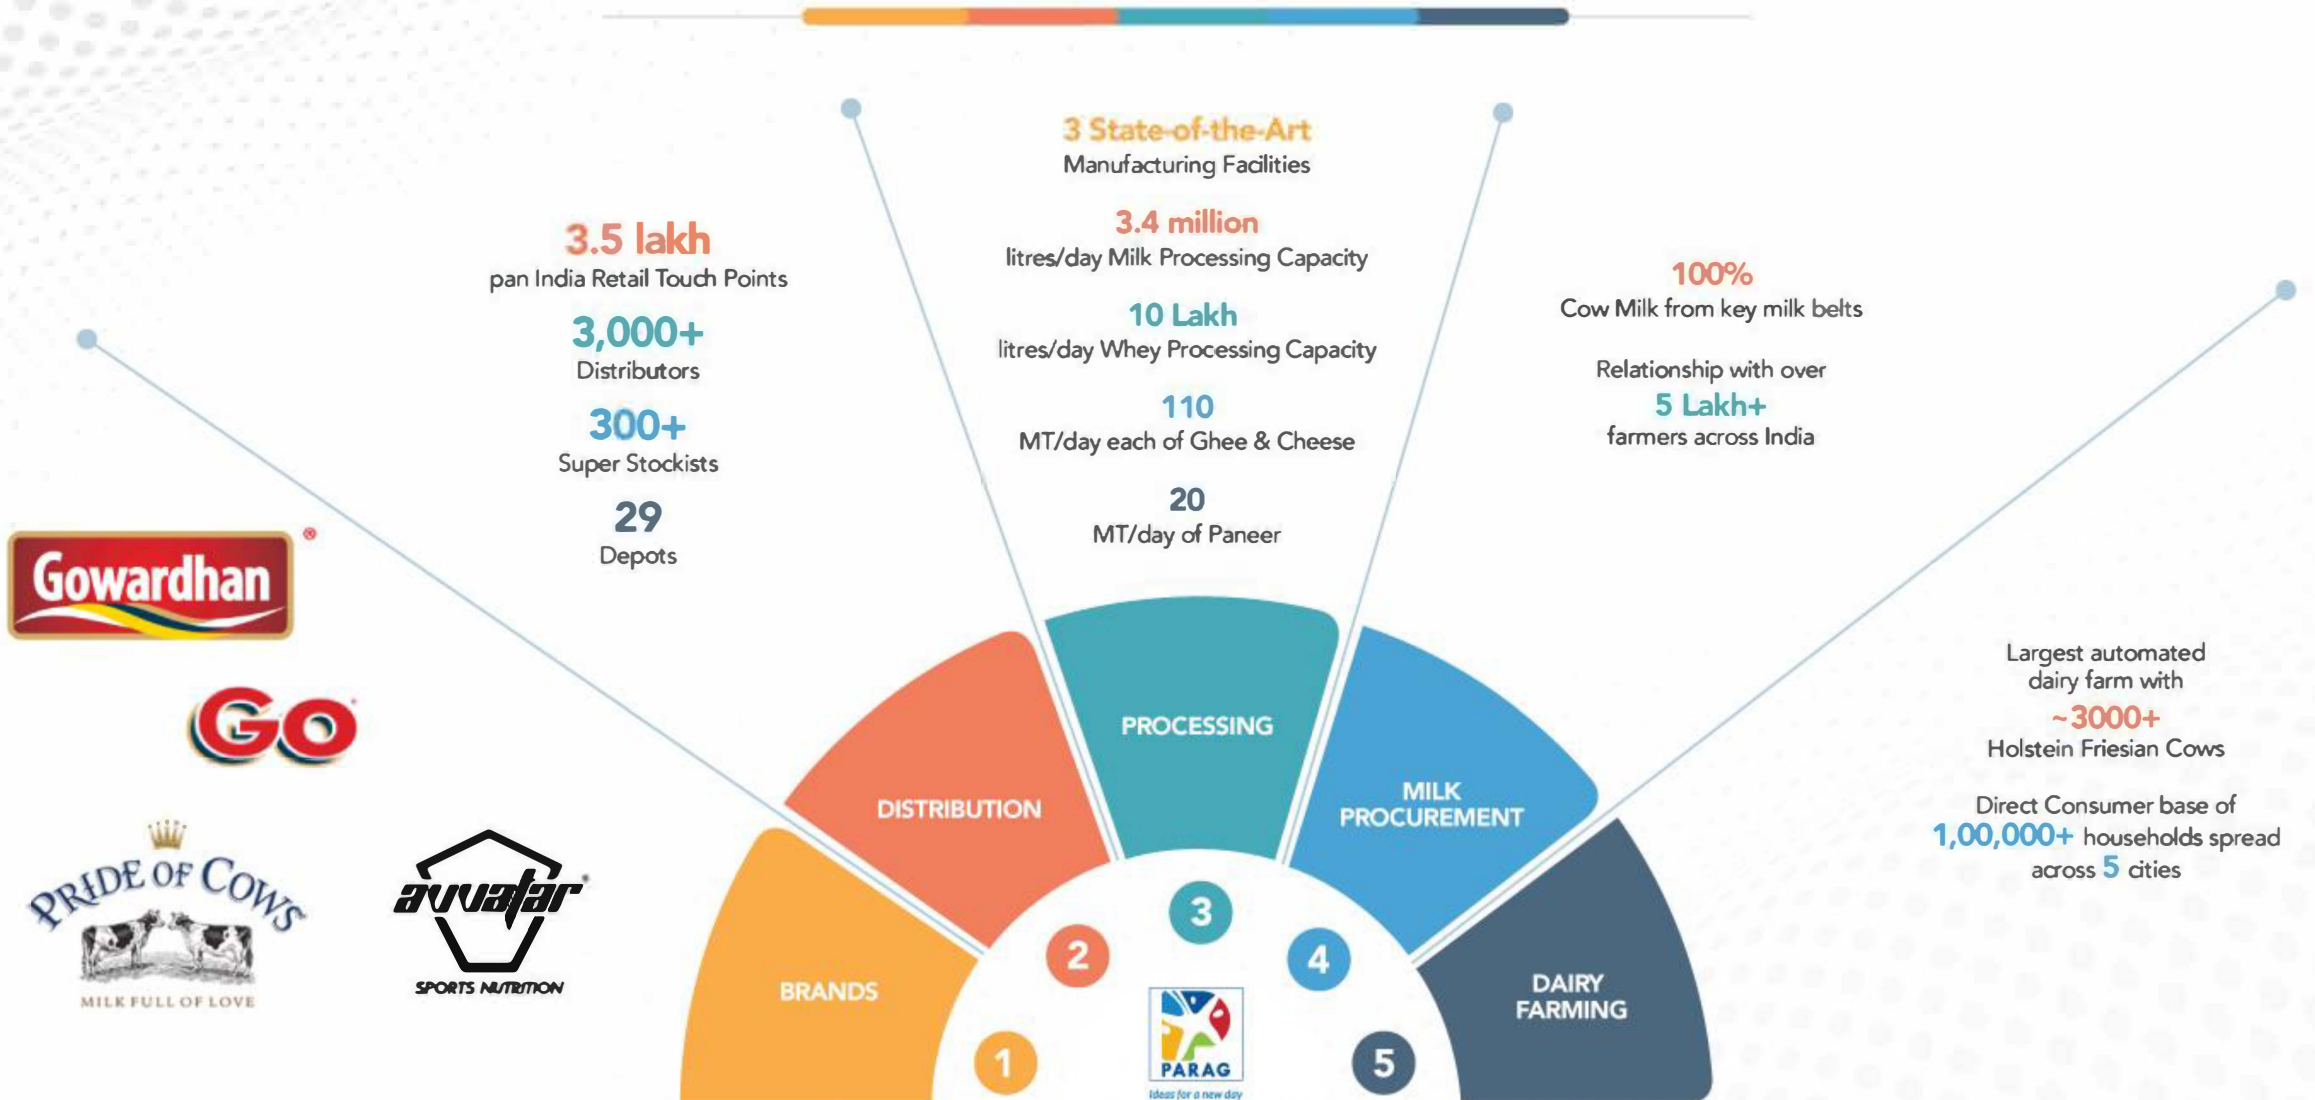 3.5 lakh
pan India Retail Touch Points
3,000+
Distributors
300+
Super Stockists
29
Depots
3 State-of-the-Art
Manufacturing Facilities
3.4 million
litres/day Milk Processing Capacity
10 Lakh
litres/day Whey Processing Capacity
110
MT/day each of Ghee & Cheese
20
MT/day of Paneer
100%
Cow Milk from key milk belts
Relationship with over
5 Lakh+
farmers across India
Largest automated
dairy farm with
~3000+
Holstein Friesian Cows
Direct Consumer base of
1,00,000+ households spread
across 5 cities
Gowardhan®
GO
PRIDE OF COWS
MILK FULL OF LOVE
avvatar®
SPORTS NUTRITION
BRANDS
DISTRIBUTION
PROCESSING
MILK
PROCUREMENT
DAIRY
FARMING
1
2
3
4
5
PARAG
Ideas for a new day